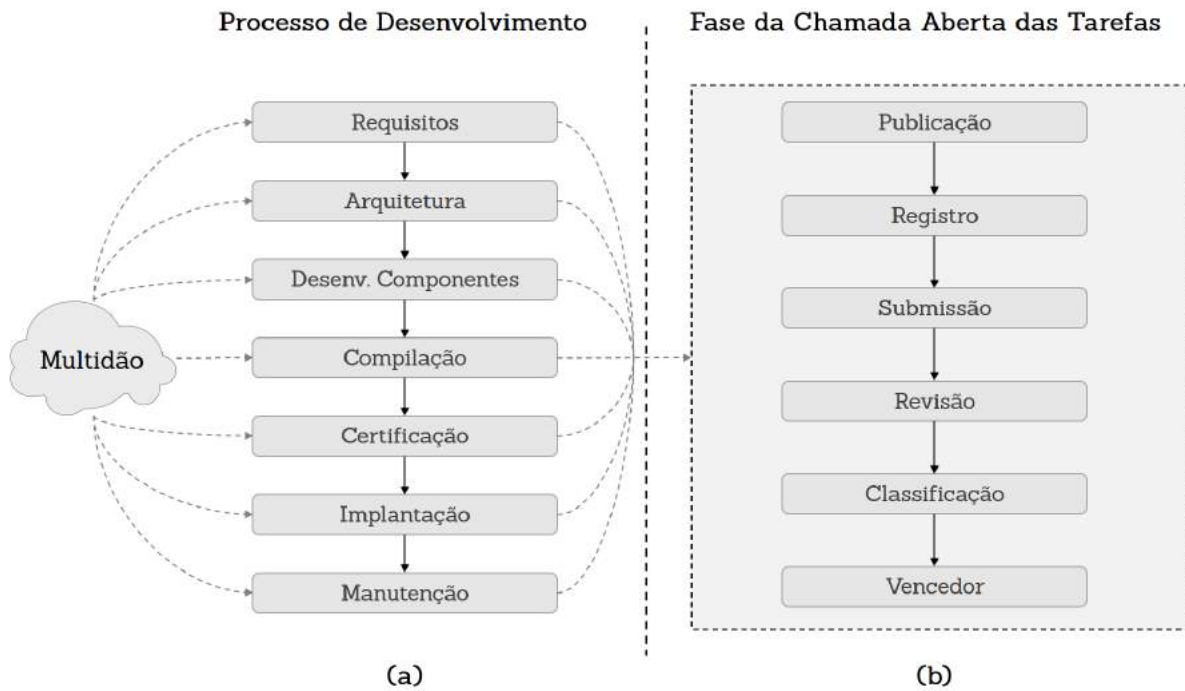 Processo de Desenvolvimento
Fase da Chamada Aberta das Tarefas
Multidão
Requisitos
Arquitetura
Desenv. Componentes
Compilação
Certificação
Implantação
Manutenção
(a)
Publicação
Registro
Submissão
Revisão
Classificação
Vencedor
(b)